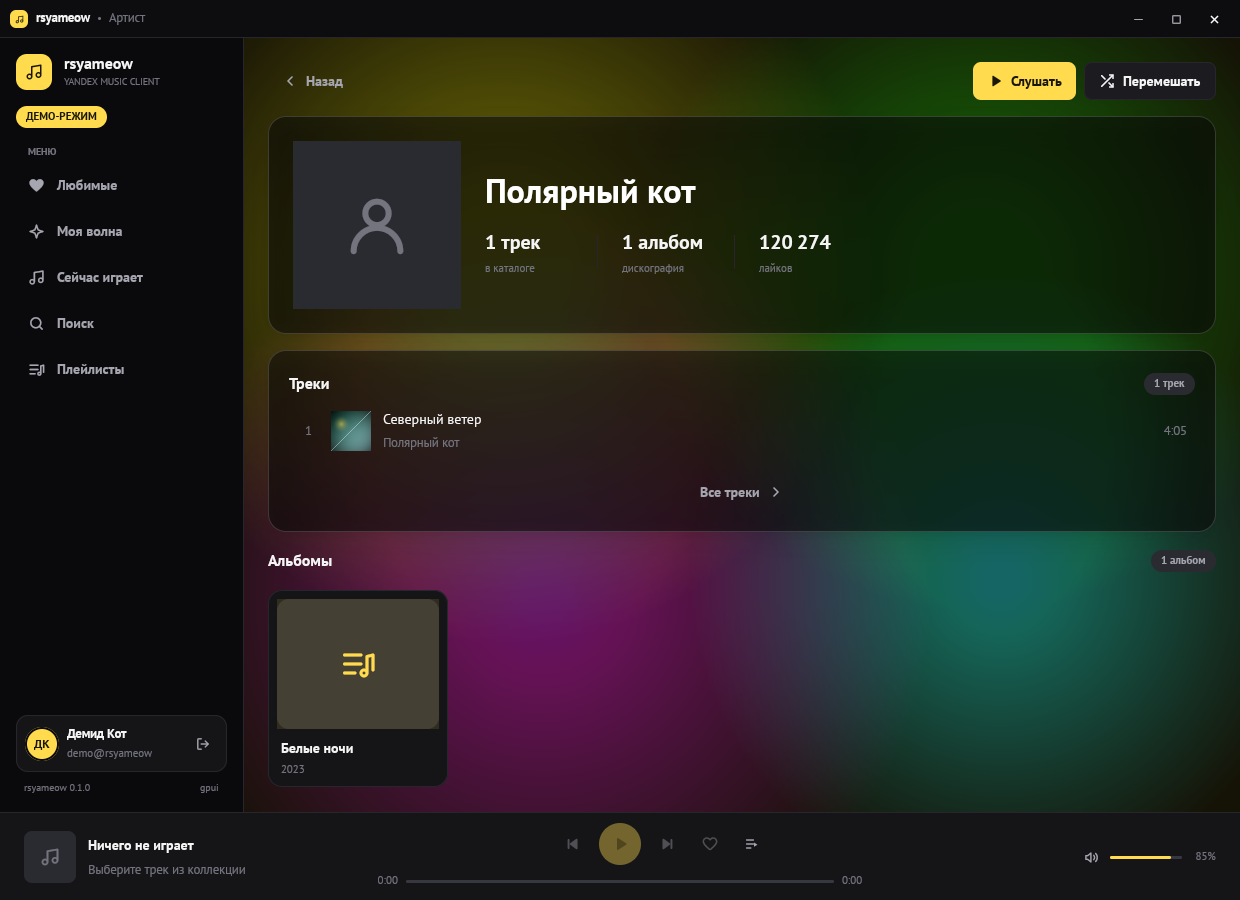 rsyameow • Артист
rsyameow
YANDEX MUSIC CLIENT
ДЕМО-РЕЖИМ
МЕНЮ
Любимые
Моя волна
Сейчас играет
Поиск
Плейлисты
Демид Кот
ДК
demo@rsyameow
rsyameow 0.1.0 gpui
Назад
Слушать
Перемешать
Полярный кот
1 трек 1 альбом 120 274
в каталоге дискография лайков
Треки 1 трек
Северный ветер
1 4:05
Полярный кот
Все треки
Альбомы 1 альбом
Белые ночи
2023
Ничего не играет
Выберите трек из коллекции
0:00 0:00
85%